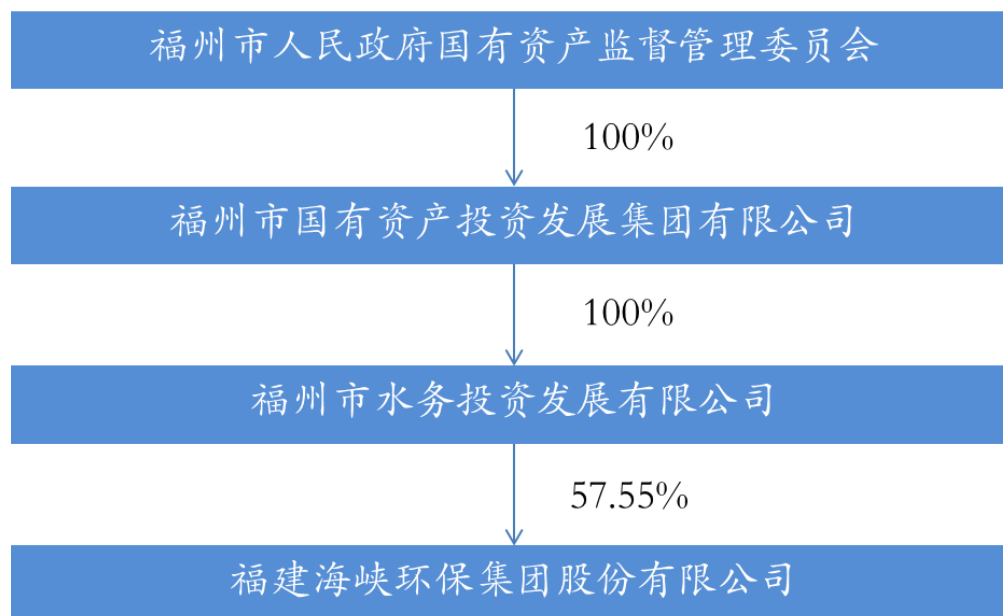 福州市人民政府国有资产监督管理委员会
100%
福州市国有资产投资发展集团有限公司
100%
福州市水务投资发展有限公司
57.55%
福建海峡环保集团股份有限公司